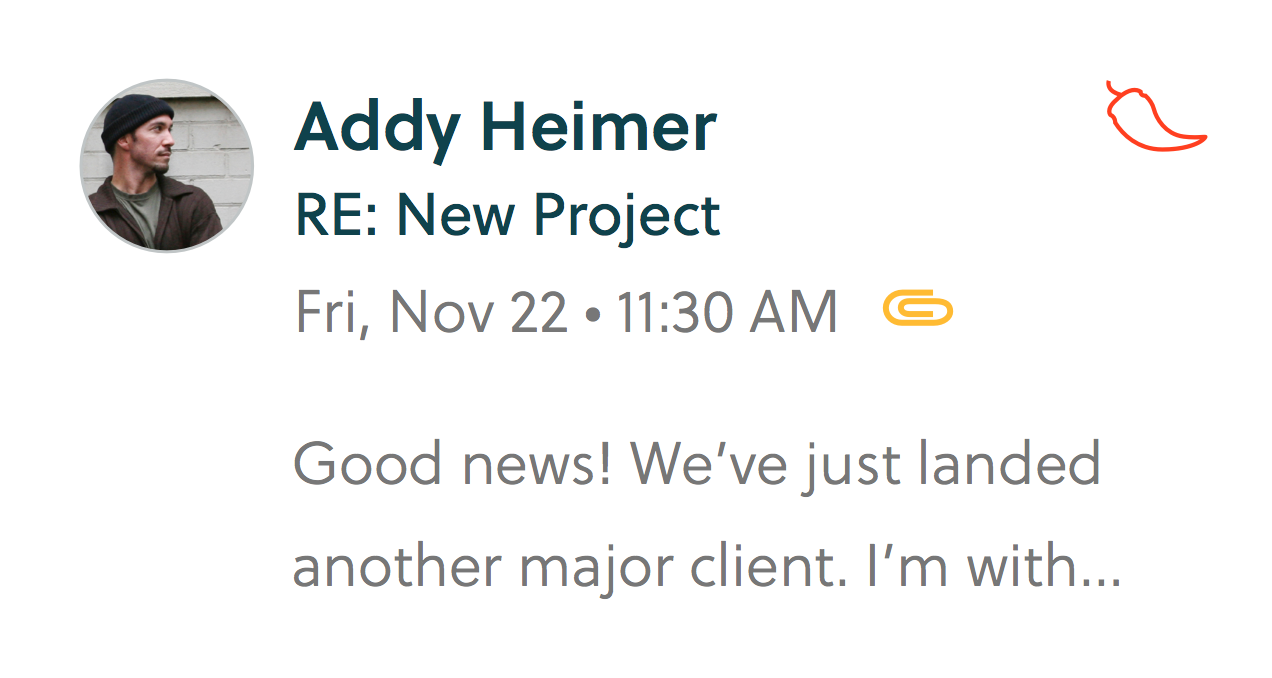 Addy Heimer
RE: New Project
Fri, Nov 22 • 11:30 AM
Good news! We’ve just landed
another major client. I’m with...